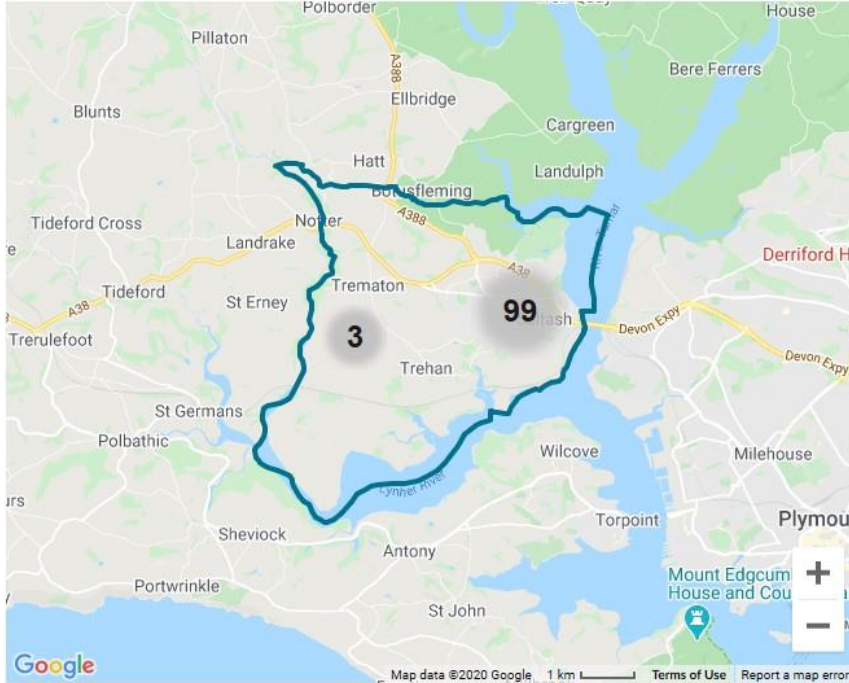 Polborder
House
Pillaton
A388
Bere Ferrers
Ellbridge
Blunts
Cargreen
Hatt
Landulph
Botusfleming
Tideford Cross
Notter
A388
Landrake
Derriford H
A38
Tideford
Trematon
St Erney
A38
99
Devon Expy
3
Trerulefoot
Trehan
Devon Expy
St Germans
Polbathic
Wilcove
Milehouse
Lynher River
urs
Torpoint
Plymou
Sheviock
Antony
+
Portwrinkle
Mount Edgcum
House and Cou
St John
−
Google
Map data ©2020 Google
1 km
Terms of Use
Report a map error